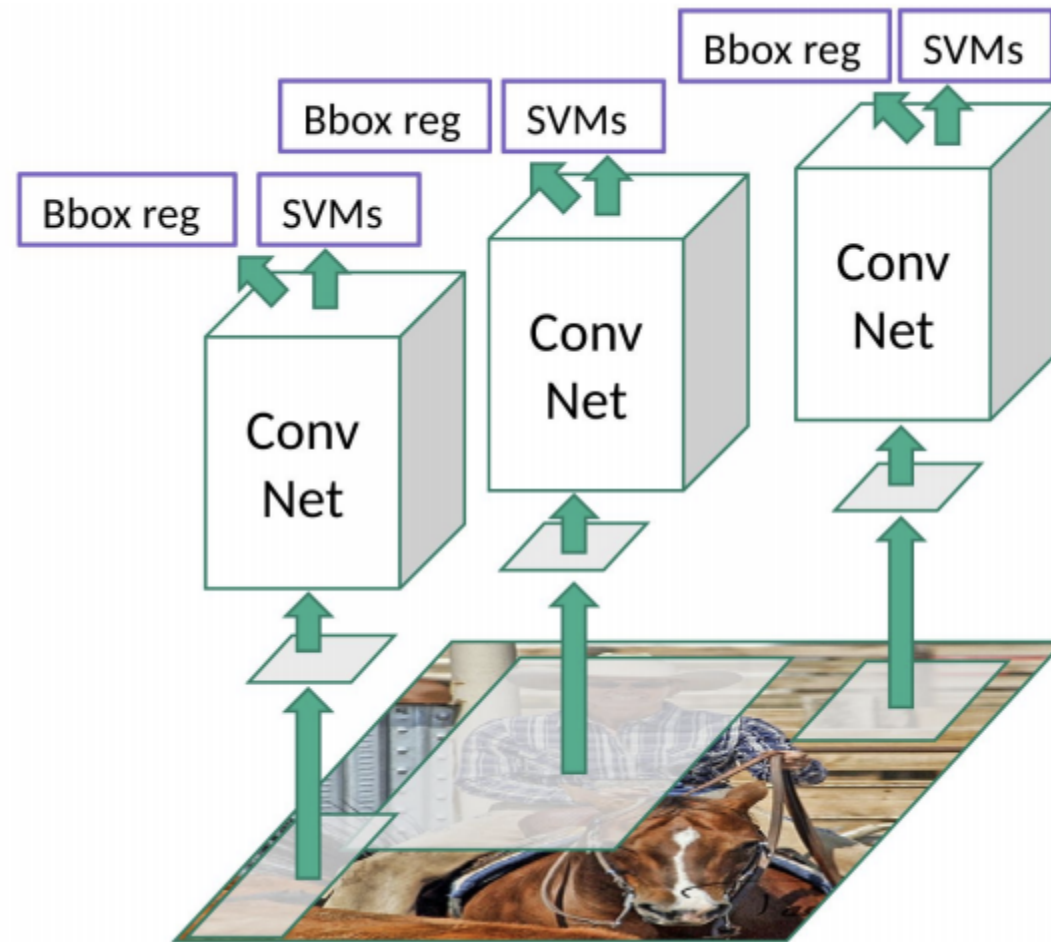 Bbox reg
SVMs
Bbox reg
SVMs
Bbox reg
SVMs
Conv
Net
Conv
Net
Conv
Net